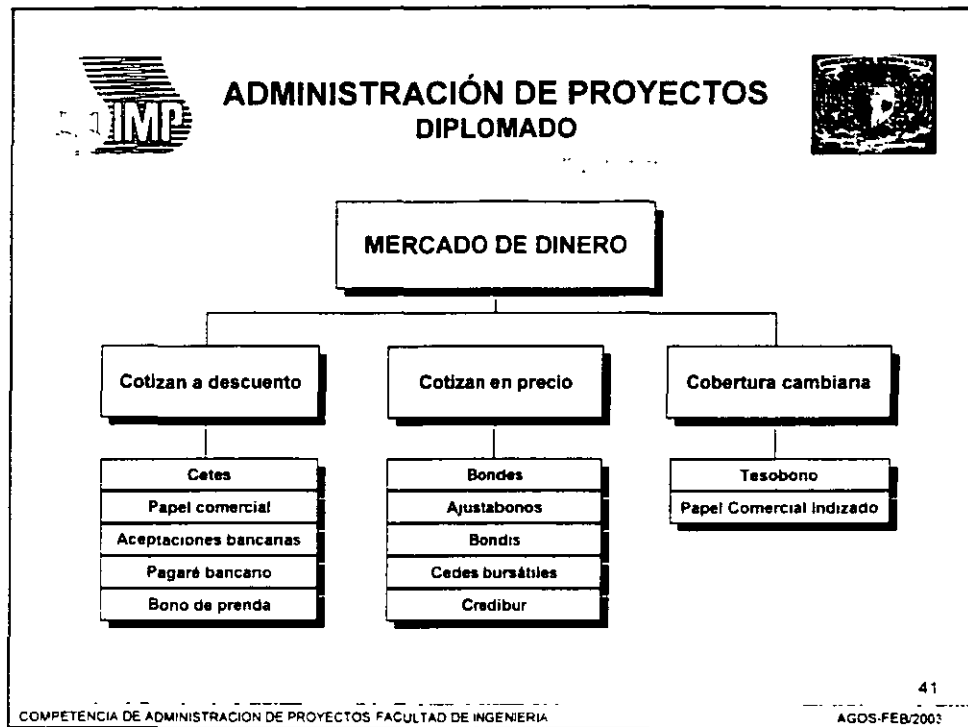 IMP
ADMINISTRACIÓN DE PROYECTOS
DIPLOMADO
MERCADO DE DINERO
Cotizan a descuento
Cetes
Papel comercial
Aceptaciones bancarias
Pagaré bancario
Bono de prenda
Cotizan en precio
Bondes
Ajustabonos
Bondis
Cedes bursátiles
Credibur
Cobertura cambiaria
Tesobono
Papel Comercial Indizado
41
COMPETENCIA DE ADMINISTRACION DE PROYECTOS FACULTAD DE INGENIERIA
AGOS-FEB/2003